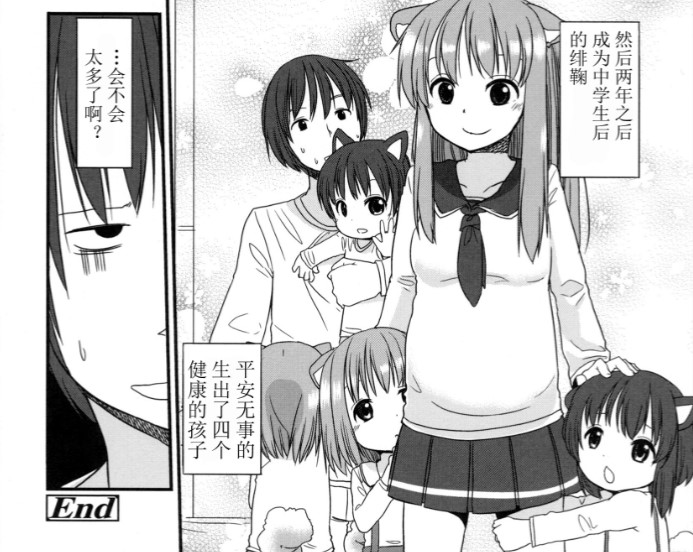 然后两年之后
成为中学生后
的绯鞠
平安无事的
生出了四个
健康的孩子
…会不会
太多了啊?
End